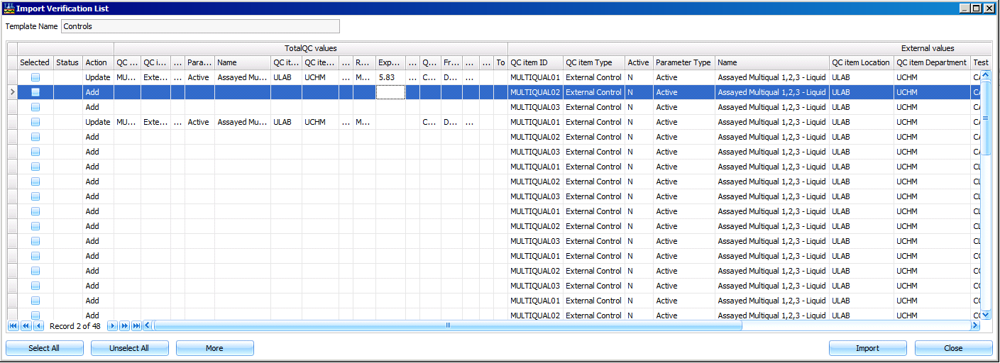 Import Verification List
Template Name Controls
TotalQC values External values
Selected Status Action QC ... QC i... ... Para... Name QC it... QC ite... ... R... Exp... ... Q... Fr... ... ... To QC item ID QC item Type Active Parameter Type Name QC item Location QC item Department Test
Update MU... Exte... ... Active Assayed Mu... ULAB UCHM ... M... 5.83 ... C... D... ... MULTIQUAL01 External Control N Active Assayed Multiqual 1,2,3 - Liquid ULAB UCHM CA
Add MULTIQUAL02 External Control N Active Assayed Multiqual 1,2,3 - Liquid ULAB UCHM CA
Add MULTIQUAL03 External Control N Active Assayed Multiqual 1,2,3 - Liquid ULAB UCHM CA
Update MU... Exte... ... Active Assayed Mu... ULAB UCHM ... M... C... D... ... MULTIQUAL01 External Control N Active Assayed Multiqual 1,2,3 - Liquid ULAB UCHM CA
Add MULTIQUAL02 External Control N Active Assayed Multiqual 1,2,3 - Liquid ULAB UCHM CA
Add MULTIQUAL03 External Control N Active Assayed Multiqual 1,2,3 - Liquid ULAB UCHM CA
Add MULTIQUAL01 External Control N Active Assayed Multiqual 1,2,3 - Liquid ULAB UCHM CL
Add MULTIQUAL02 External Control N Active Assayed Multiqual 1,2,3 - Liquid ULAB UCHM CL
Add MULTIQUAL03 External Control N Active Assayed Multiqual 1,2,3 - Liquid ULAB UCHM CL
Add MULTIQUAL01 External Control N Active Assayed Multiqual 1,2,3 - Liquid ULAB UCHM CL
Add MULTIQUAL02 External Control N Active Assayed Multiqual 1,2,3 - Liquid ULAB UCHM CL
Add MULTIQUAL03 External Control N Active Assayed Multiqual 1,2,3 - Liquid ULAB UCHM CL
Add MULTIQUAL01 External Control N Active Assayed Multiqual 1,2,3 - Liquid ULAB UCHM CO
Add MULTIQUAL02 External Control N Active Assayed Multiqual 1,2,3 - Liquid ULAB UCHM CO
Add MULTIQUAL03 External Control N Active Assayed Multiqual 1,2,3 - Liquid ULAB UCHM CO
Add MULTIQUAL01 External Control N Active Assayed Multiqual 1,2,3 - Liquid ULAB UCHM CO
Add MULTIQUAL02 External Control N Active Assayed Multiqual 1,2,3 - Liquid ULAB UCHM CO
Record 2 of 48
Select All Unselect All More Import Close